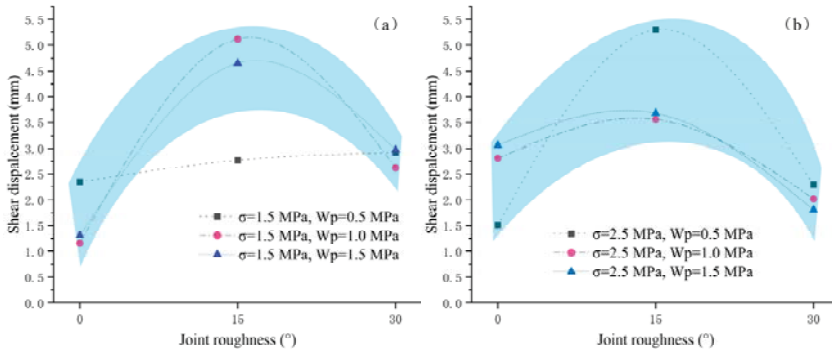 (a)
5.5
5.0
4.5
4.0
3.5
3.0
2.5
2.0
1.5
1.0
0.5
0.0
Shear dispalcement (mm)
σ=1.5 MPa, Wp=0.5 MPa
σ=1.5 MPa, Wp=1.0 MPa
σ=1.5 MPa, Wp=1.5 MPa
0 15 30
Joint roughness (°)
(b)
5.5
5.0
4.5
4.0
3.5
3.0
2.5
2.0
1.5
1.0
0.5
0.0
Shear dispalcement (mm)
σ=2.5 MPa, Wp=0.5 MPa
σ=2.5 MPa, Wp=1.0 MPa
σ=2.5 MPa, Wp=1.5 MPa
0 15 30
Joint roughness (°)